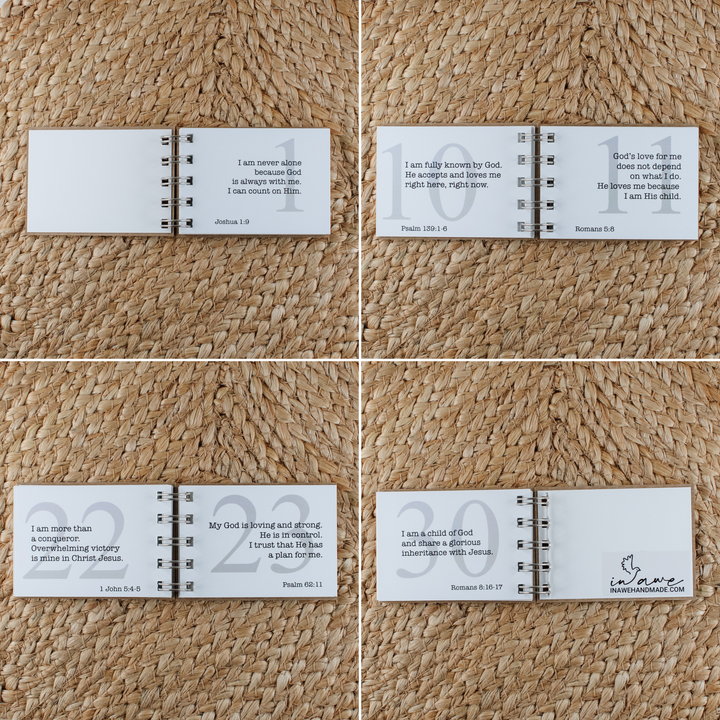 1
I am never alone
because God
is always with me.
I can count on Him.
Joshua 1:9
10
I am fully known by God.
He accepts and loves me
right here, right now.
Psalm 139:1-6
11
God's love for me
does not depend
on what I do.
He loves me because
I am His child.
Romans 5:8
22
I am more than
a conqueror.
Overwhelming victory
is mine in Christ Jesus.
1 John 5:4-5
23
My God is loving and strong.
He is in control.
I trust that He has
a plan for me.
Psalm 62:11
30
I am a child of God
and share a glorious
inheritance with Jesus.
Romans 8:16-17
in awe
INAWEHANDMADE.COM